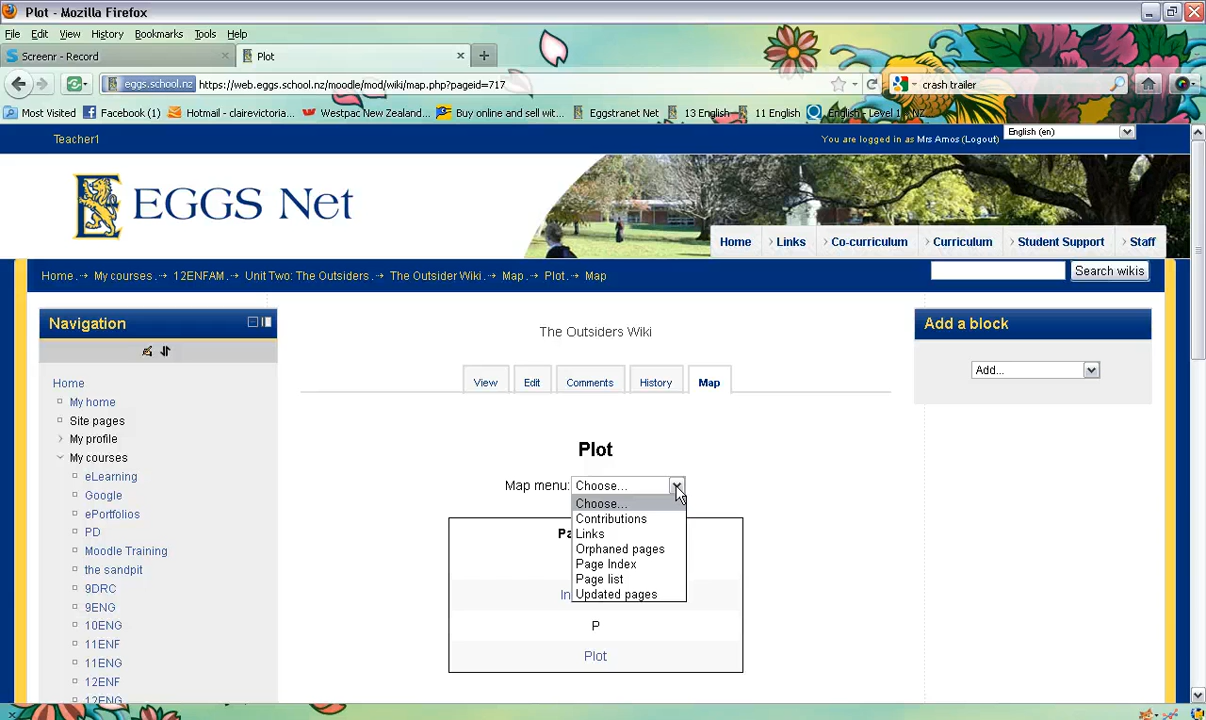 Plot - Mozilla Firefox
File Edit View History Bookmarks Tools Help
Screenr - Record Plot
eggs.school.nz https://web.eggs.school.nz/moodle/mod/wiki/map.php?pageid=717 crash trailer
Most Visited Facebook (1) Hotmail - clairevictoria... Westpac New Zealand... Buy online and sell wit... Eggstranet Net 13 English 11 English English - Level
Teacher1 You are logged in as Mrs Amos (Logout) English (en)
EGGS Net
Home Links Co-curriculum Curriculum Student Support Staff
Home → My courses → 12ENFAM → Unit Two: The Outsiders → The Outsider Wiki → Map → Plot → Map Search wikis
Navigation
The Outsiders Wiki
Add a block
View Edit Comments History Map
Add...
Home
My home
Site pages
My profile
My courses
eLearning
Google
ePortfolios
PD
Moodle Training
the sandpit
9DRC
9ENG
10ENG
11ENF
11ENG
12ENF
12ENG
Plot
Map menu: Choose...
Choose...
Contributions
Links
Orphaned pages
Page Index
Page list
Updated pages
P
Plot